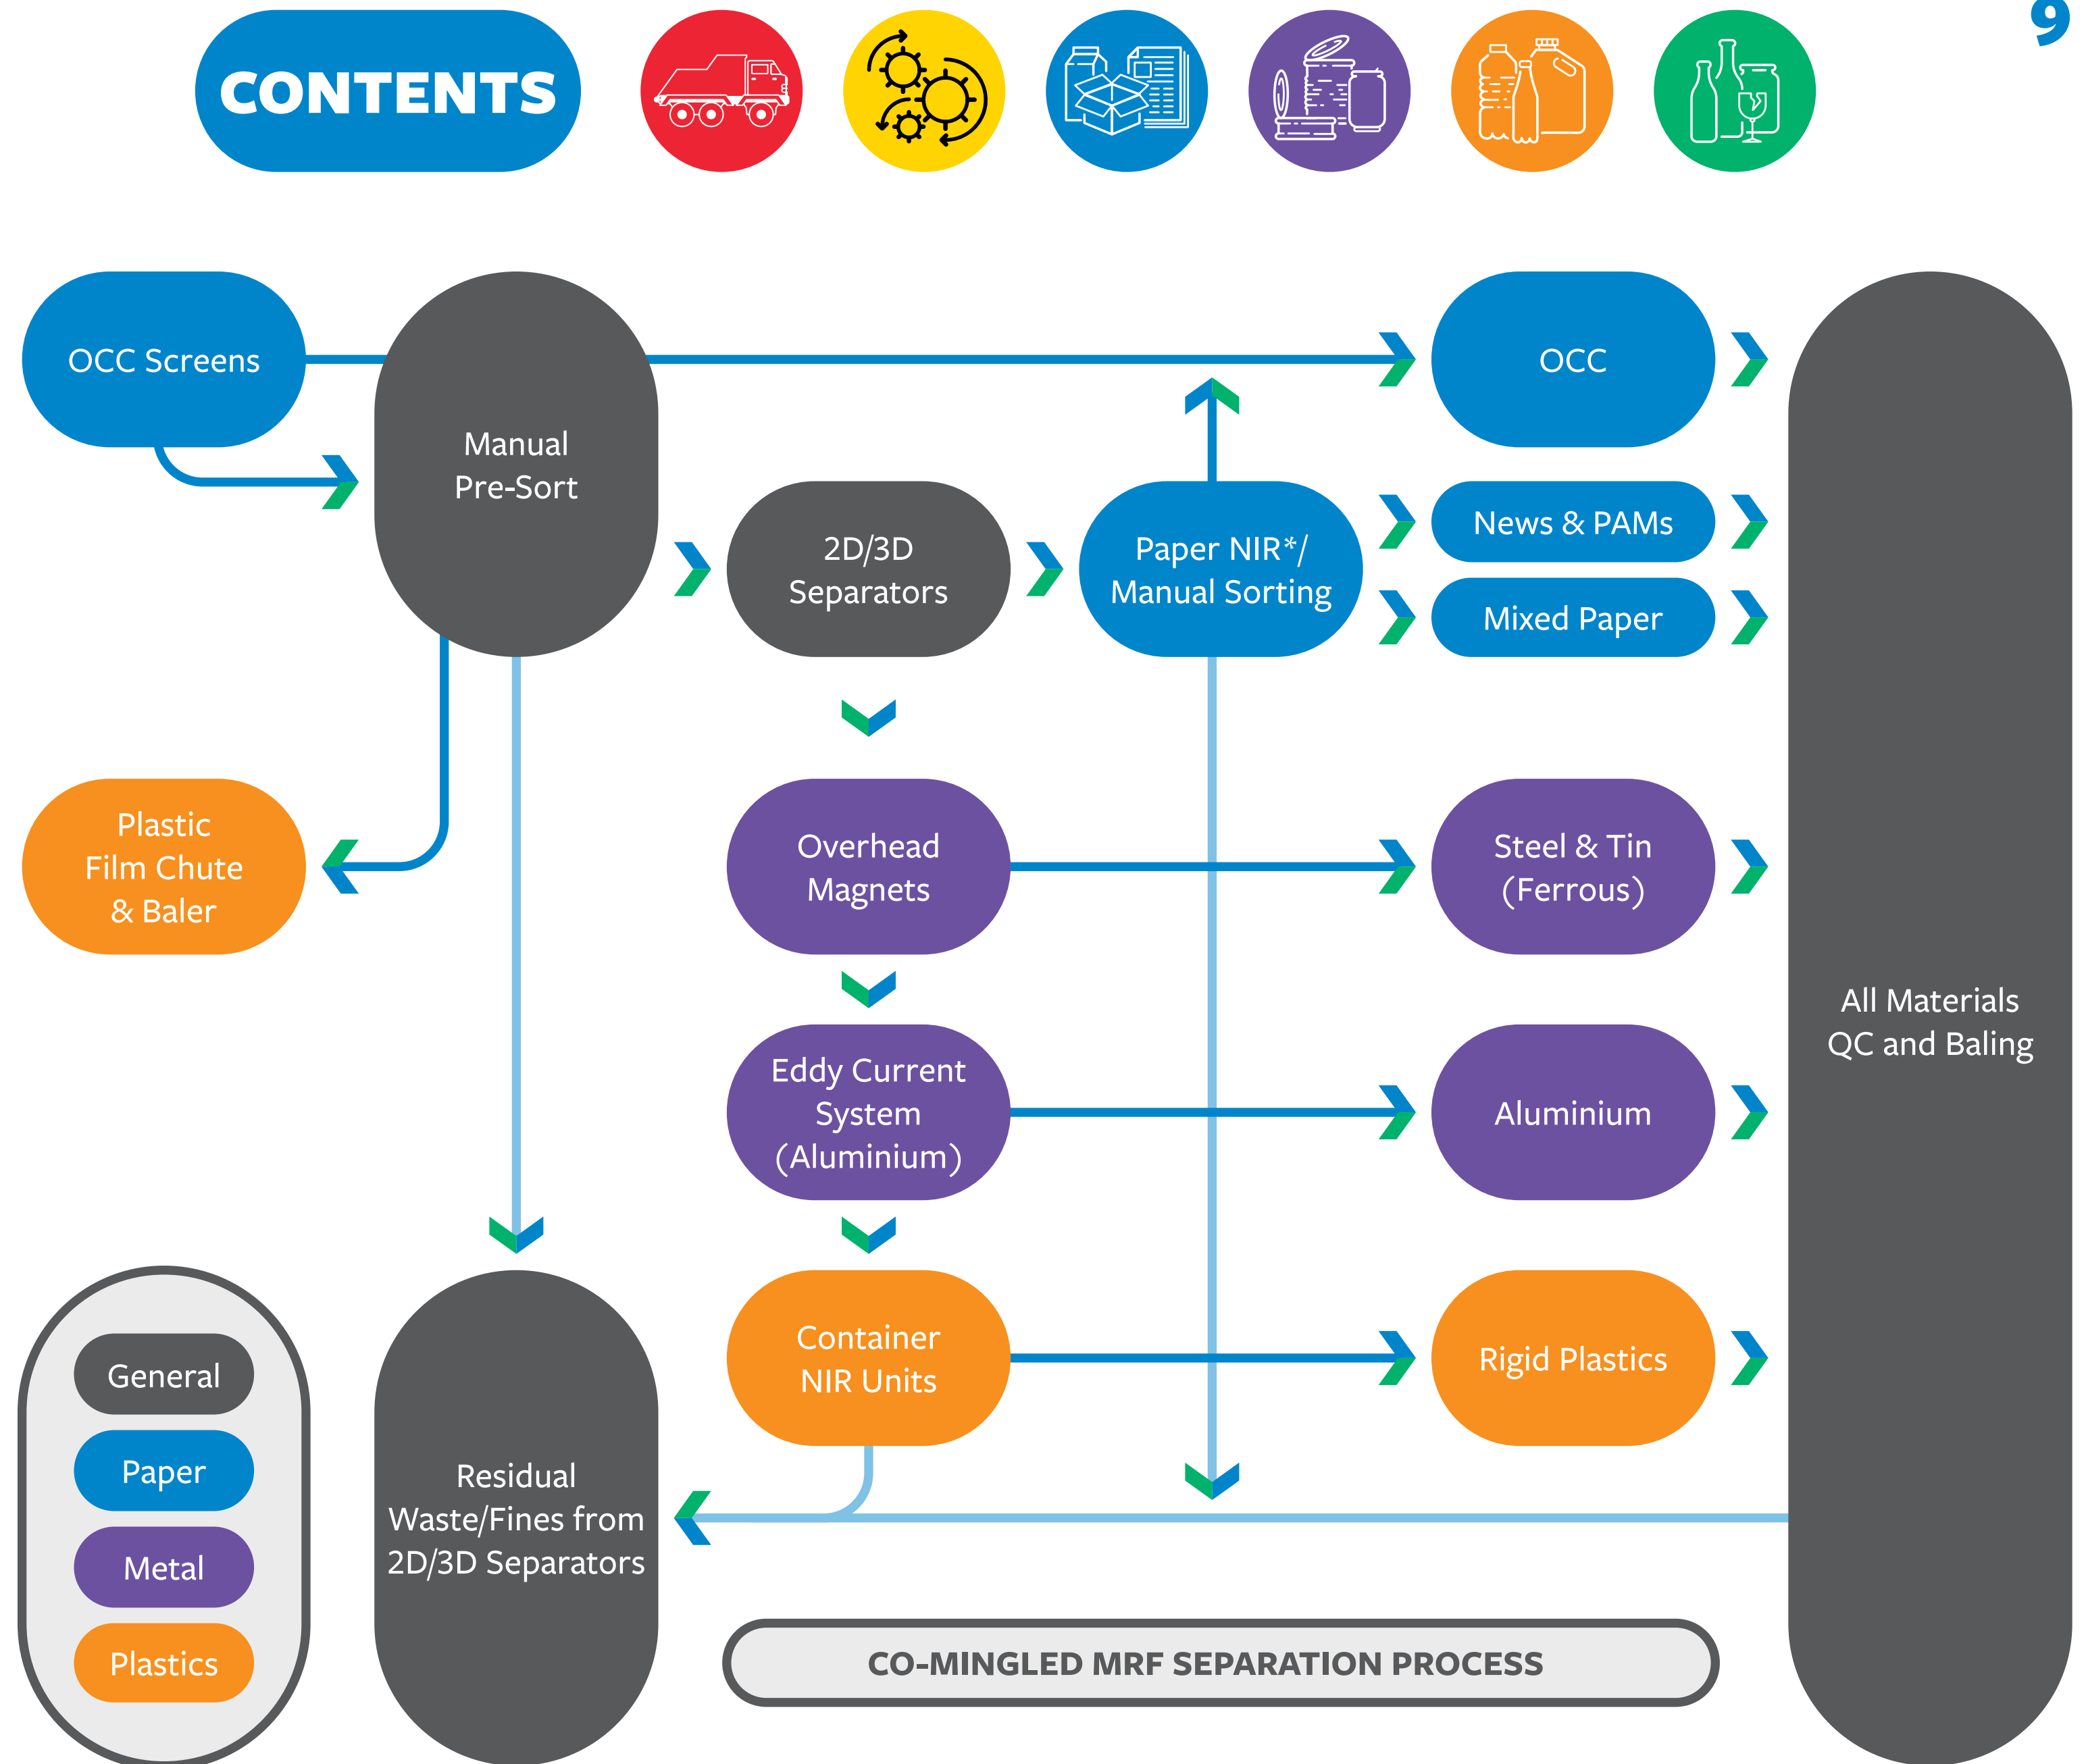 9
CONTENTS
OCC Screens
Manual
Pre-Sort
2D/3D
Separators
Paper NIR*/
Manual Sorting
OCC
News & PAMs
Mixed Paper
Plastic
Film Chute
& Baler
Overhead
Magnets
Steel & Tin
(Ferrous)
Eddy Current
System
(Aluminium)
Aluminium
All Materials
QC and Baling
Container
NIR Units
Rigid Plastics
Residual
Waste/Fines from
2D/3D Separators
General
Paper
Metal
Plastics
CO-MINGLED MRF SEPARATION PROCESS